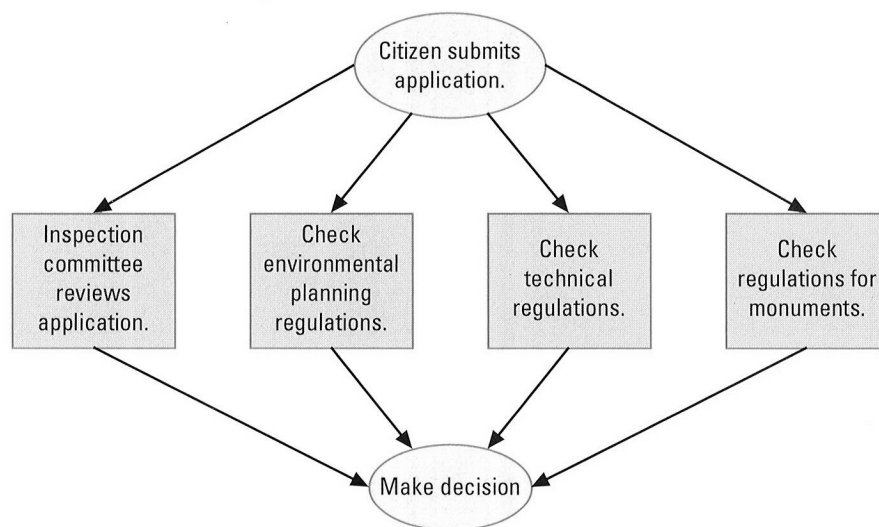 Citizen submits
application.
Inspection
committee
reviews
application.
Check
environmental
planning
regulations.
Check
technical
regulations.
Check
regulations for
monuments.
Make decision